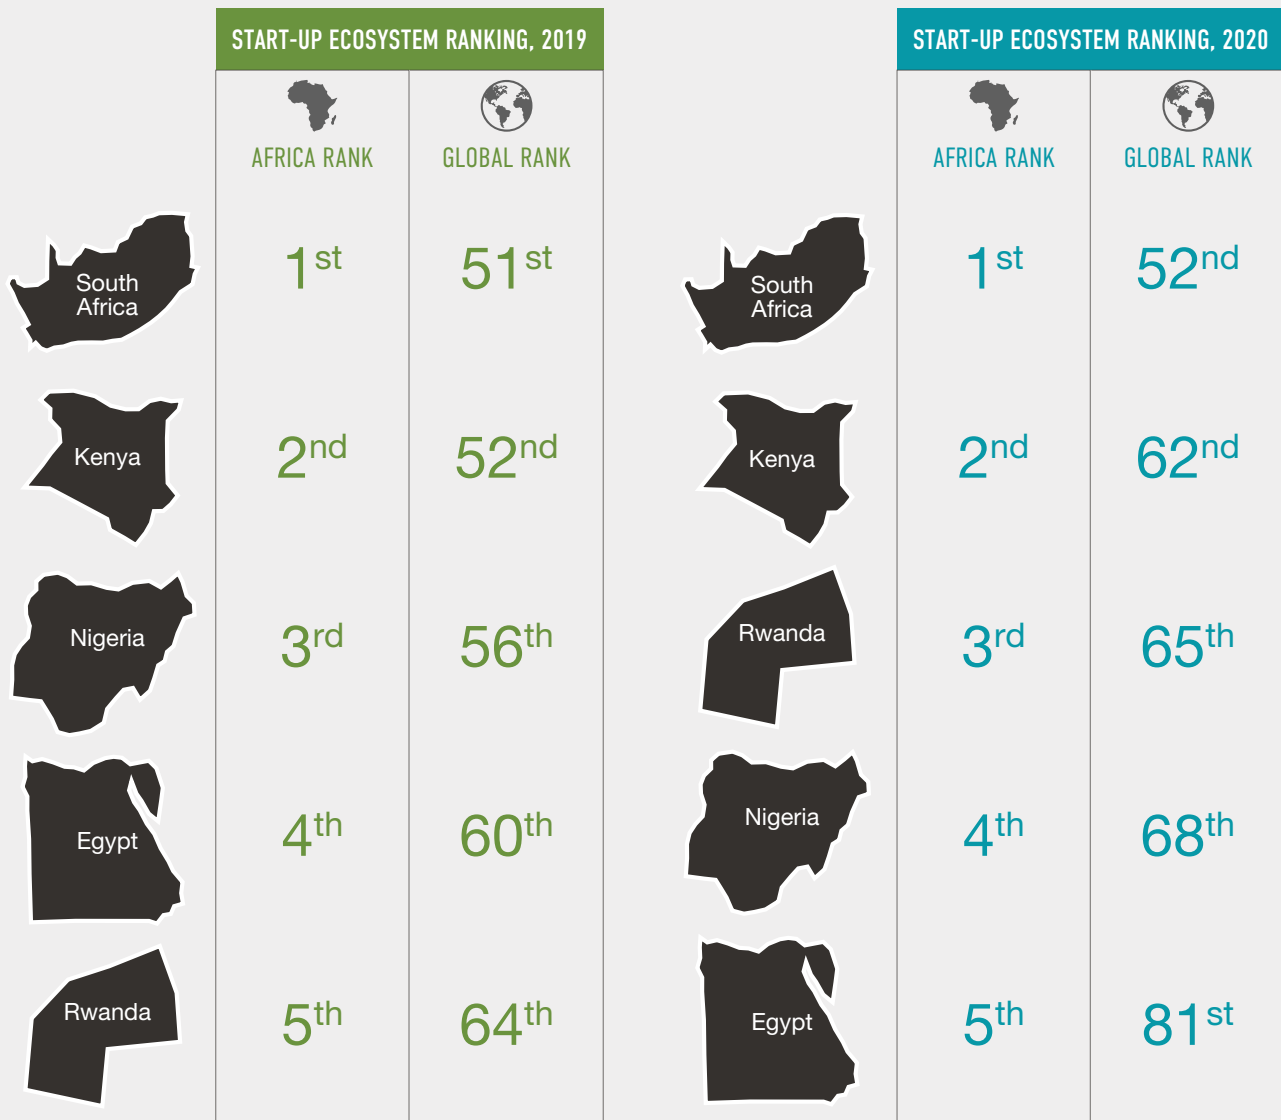 START-UP ECOSYSTEM RANKING, 2019
AFRICA RANK
GLOBAL RANK
South
Africa
1st
51st
Kenya
2nd
52nd
Nigeria
3rd
56th
Egypt
4th
60th
Rwanda
5th
64th
START-UP ECOSYSTEM RANKING, 2020
AFRICA RANK
GLOBAL RANK
South
Africa
1st
52nd
Kenya
2nd
62nd
Rwanda
3rd
65th
Nigeria
4th
68th
Egypt
5th
81st